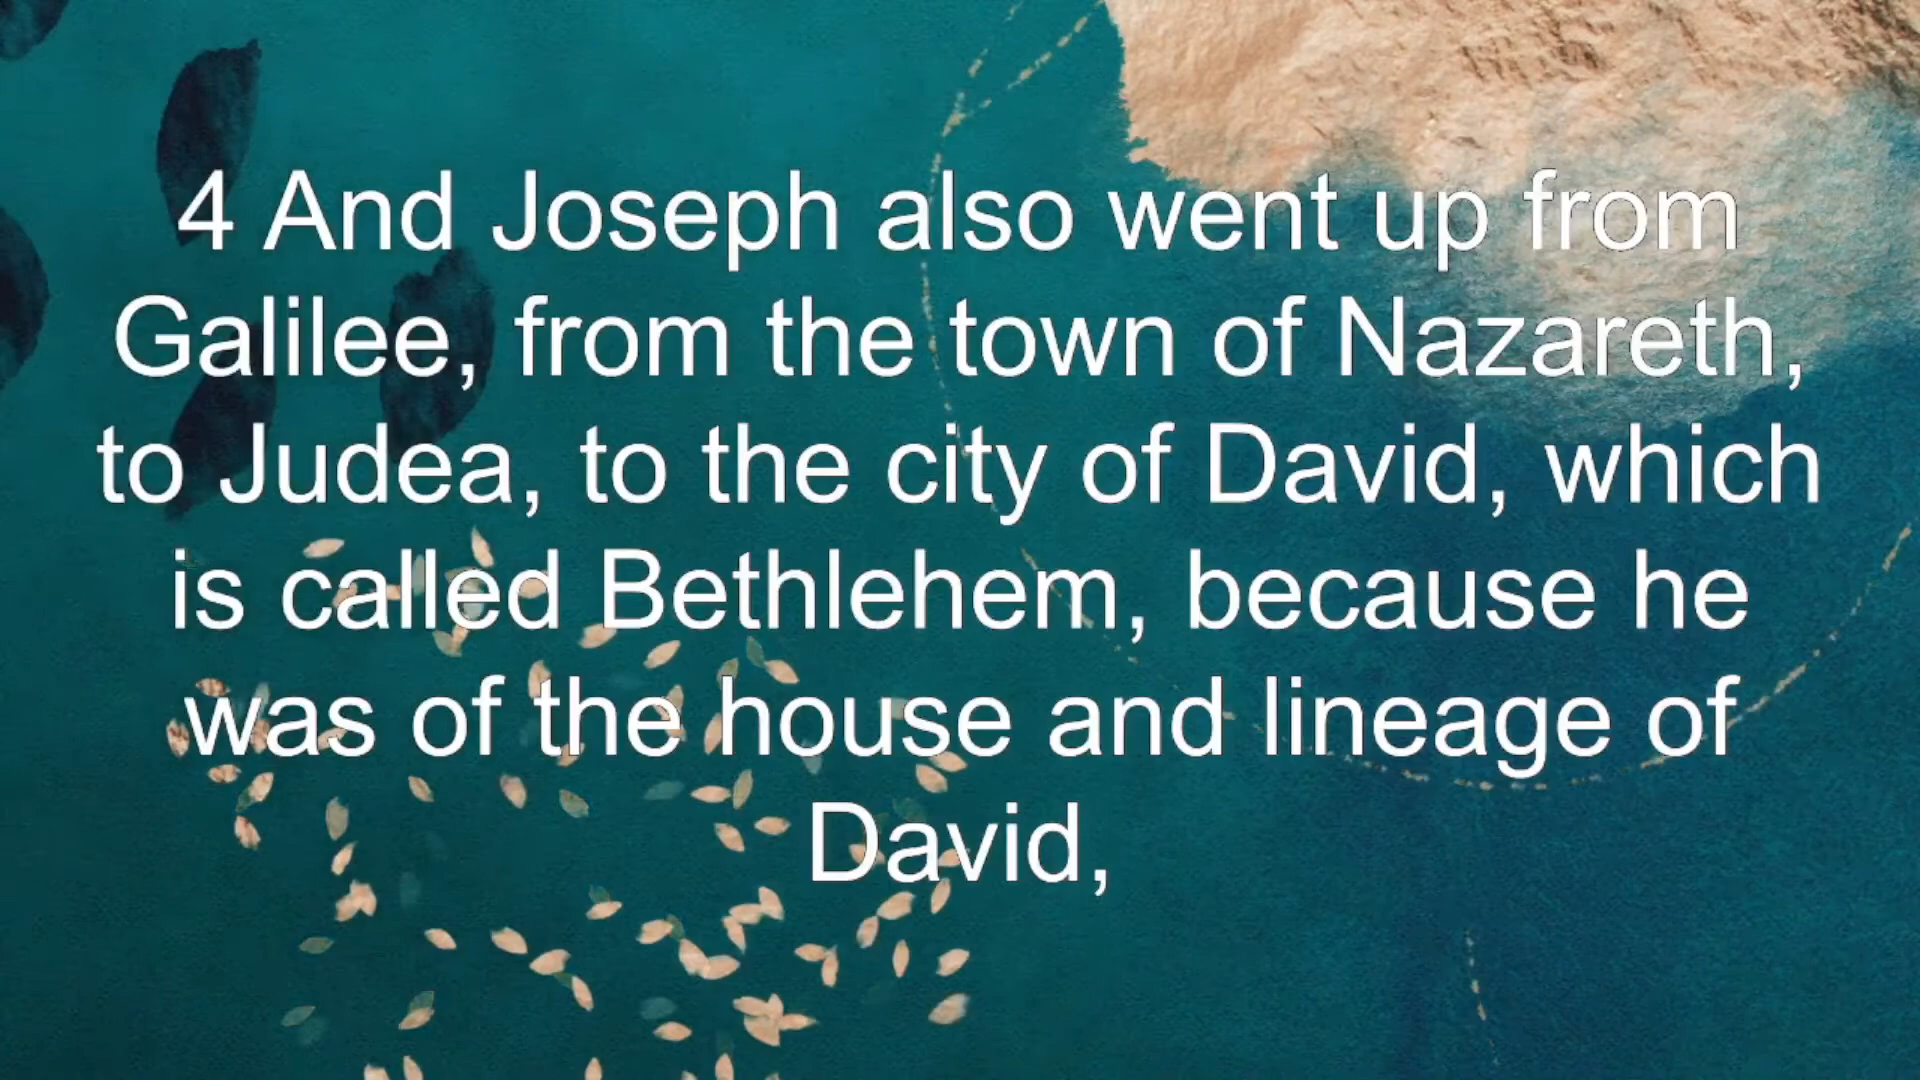 4 And Joseph also went up from
Galilee, from the town of Nazareth,
to Judea, to the city of David, which
is called Bethlehem, because he
was of the house and lineage of
David,